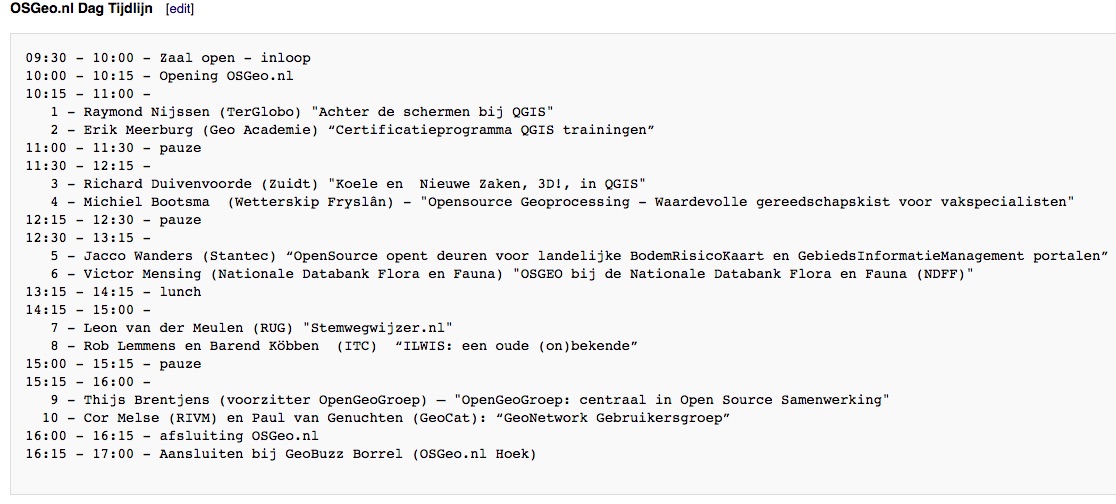 OSGeo.nl Dag Tijdlijn [edit]
09:30 - 10:00 - Zaal open - inloop
10:00 - 10:15 - Opening OSGeo.nl
10:15 - 11:00 -
1 - Raymond Nijssen (TerGlobo) "Achter de schermen bij QGIS"
2 - Erik Meerburg (Geo Academie) “Certificatieprogramma QGIS trainingen”
11:00 - 11:30 - pauze
11:30 - 12:15 -
3 - Richard Duivenvoorde (Zuidt) "Koele en  Nieuwe Zaken, 3D!, in QGIS"
4 - Michiel Bootsma  (Wetterskip Fryslân) - "Opensource Geoprocessing - Waardevolle gereedschapskist voor vakspecialisten"
12:15 - 12:30 - pauze
12:30 - 13:15 -
5 - Jacco Wanders (Stantec) “OpenSource opent deuren voor landelijke BodemRisicoKaart en GebiedsInformatieManagement portalen”
6 - Victor Mensing (Nationale Databank Flora en Fauna) "OSGEO bij de Nationale Databank Flora en Fauna (NDFF)"
13:15 - 14:15 - lunch
14:15 - 15:00 -
7 - Leon van der Meulen (RUG) "Stemwegwijzer.nl"
8 - Rob Lemmens en Barend Köbben  (ITC)  “ILWIS: een oude (on)bekende”
15:00 - 15:15 - pauze
15:15 - 16:00 -
9 - Thijs Brentjens (voorzitter OpenGeoGroep) – "OpenGeoGroep: centraal in Open Source Samenwerking"
10 - Cor Melse (RIVM) en Paul van Genuchten (GeoCat): “GeoNetwork Gebruikersgroep”
16:00 - 16:15 - afsluiting OSGeo.nl
16:15 - 17:00 - Aansluiten bij GeoBuzz Borrel (OSGeo.nl Hoek)